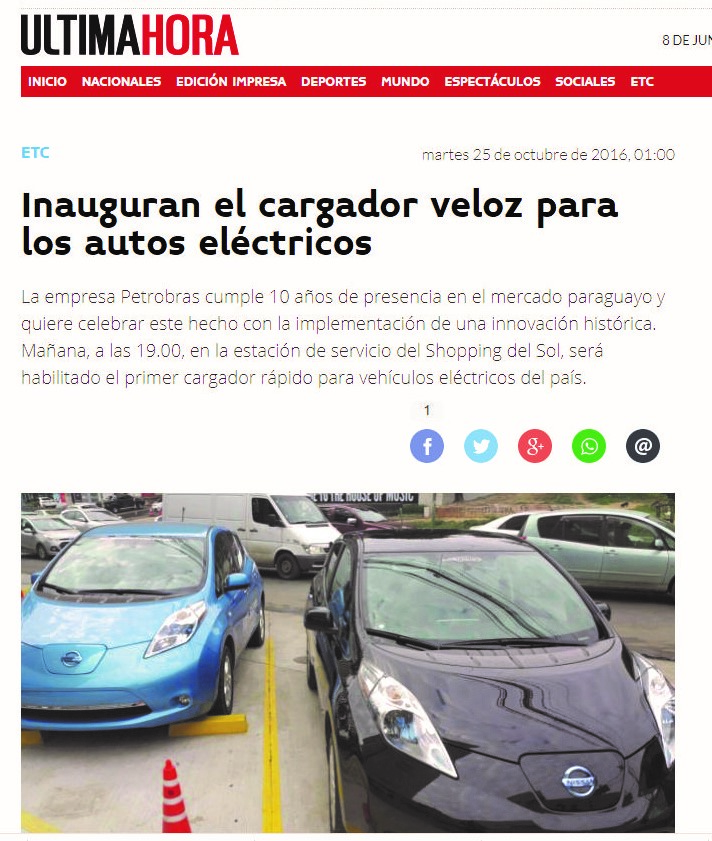 ULTIMAHORA
8 DE JUN
INICIO NACIONALES EDICIÓN IMPRESA DEPORTES MUNDO ESPECTÁCULOS SOCIALES ETC
ETC
martes 25 de octubre de 2016, 01:00
Inauguran el cargador veloz para
los autos eléctricos
La empresa Petrobras cumple 10 años de presencia en el mercado paraguayo y
quiere celebrar este hecho con la implementación de una innovación histórica.
Mañana, a las 19.00, en la estación de servicio del Shopping del Sol, será
habilitado el primer cargador rápido para vehículos eléctricos del país.
1
TO THE HOUSE OF MUSIC
NISSAN